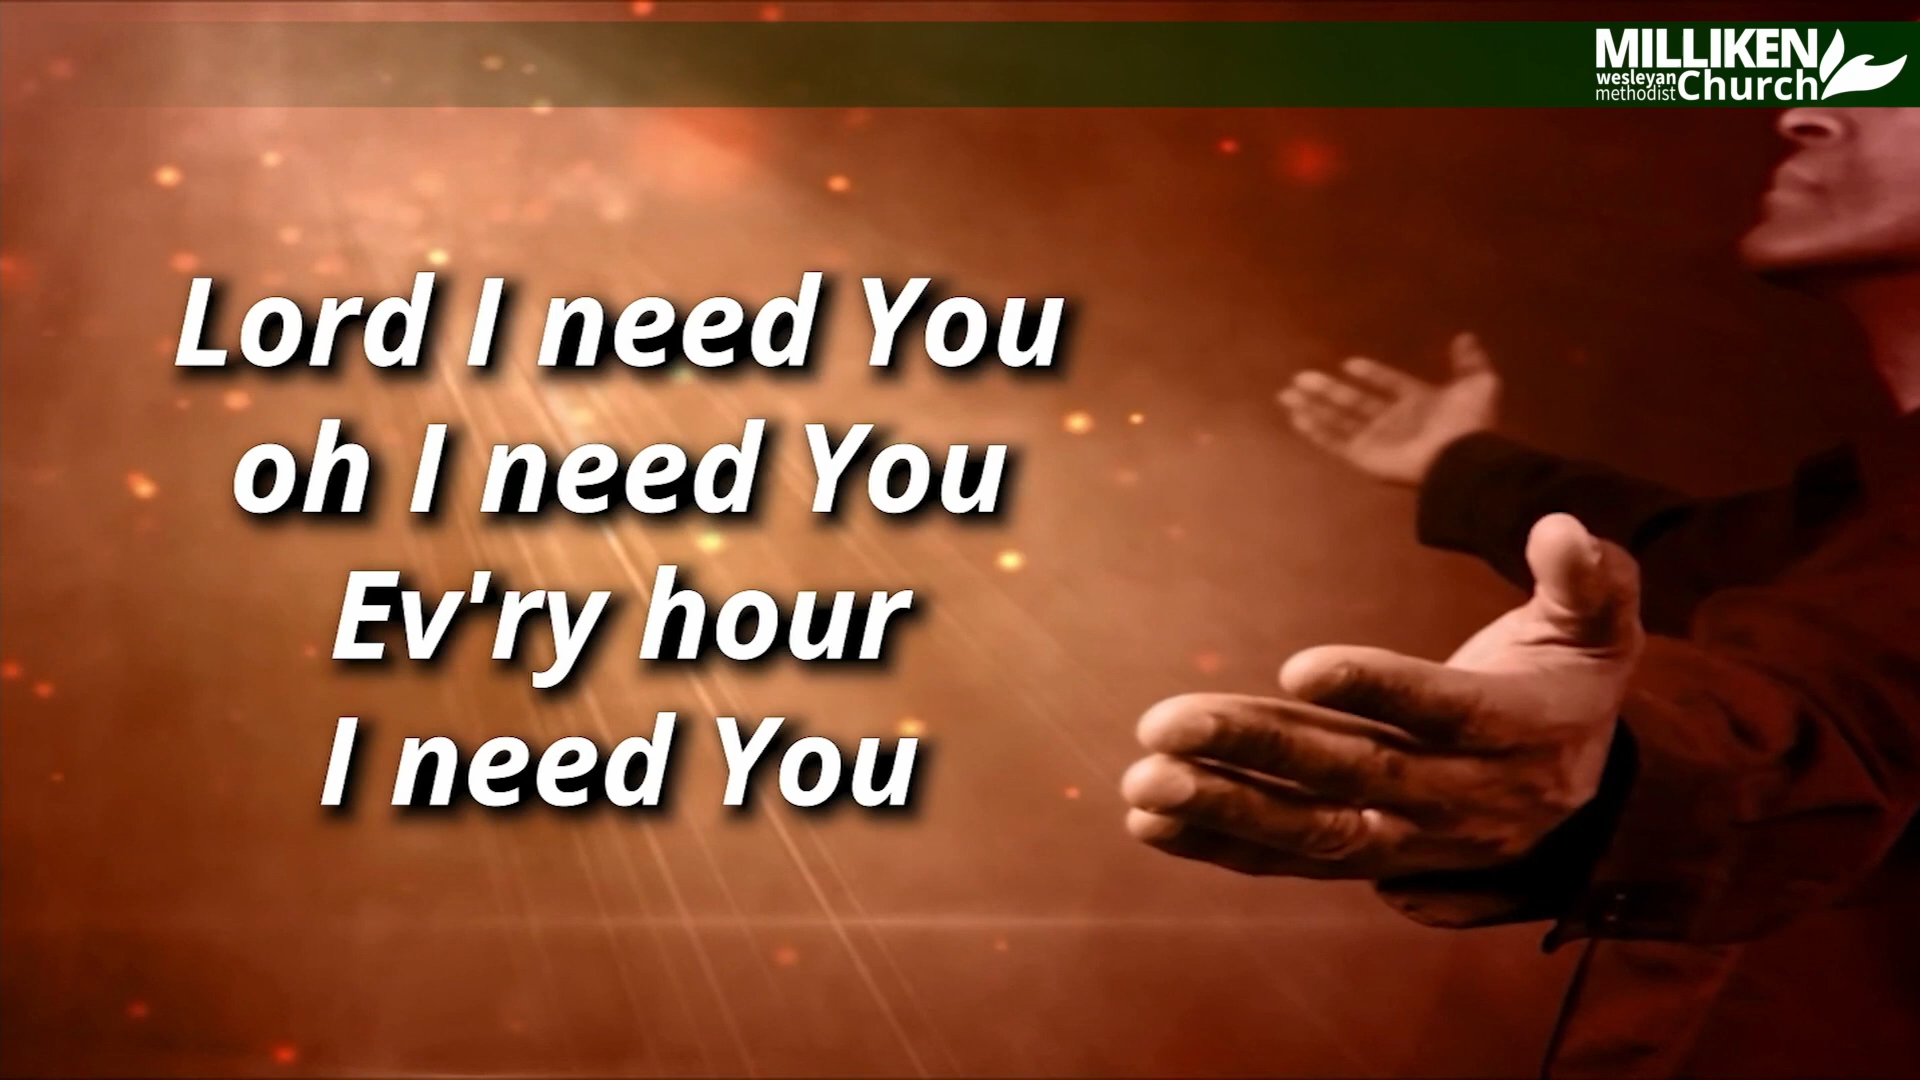 MILLIKEN
wesleyan
methodist Church
Lord I need You
oh I need You
Ev'ry hour
I need You